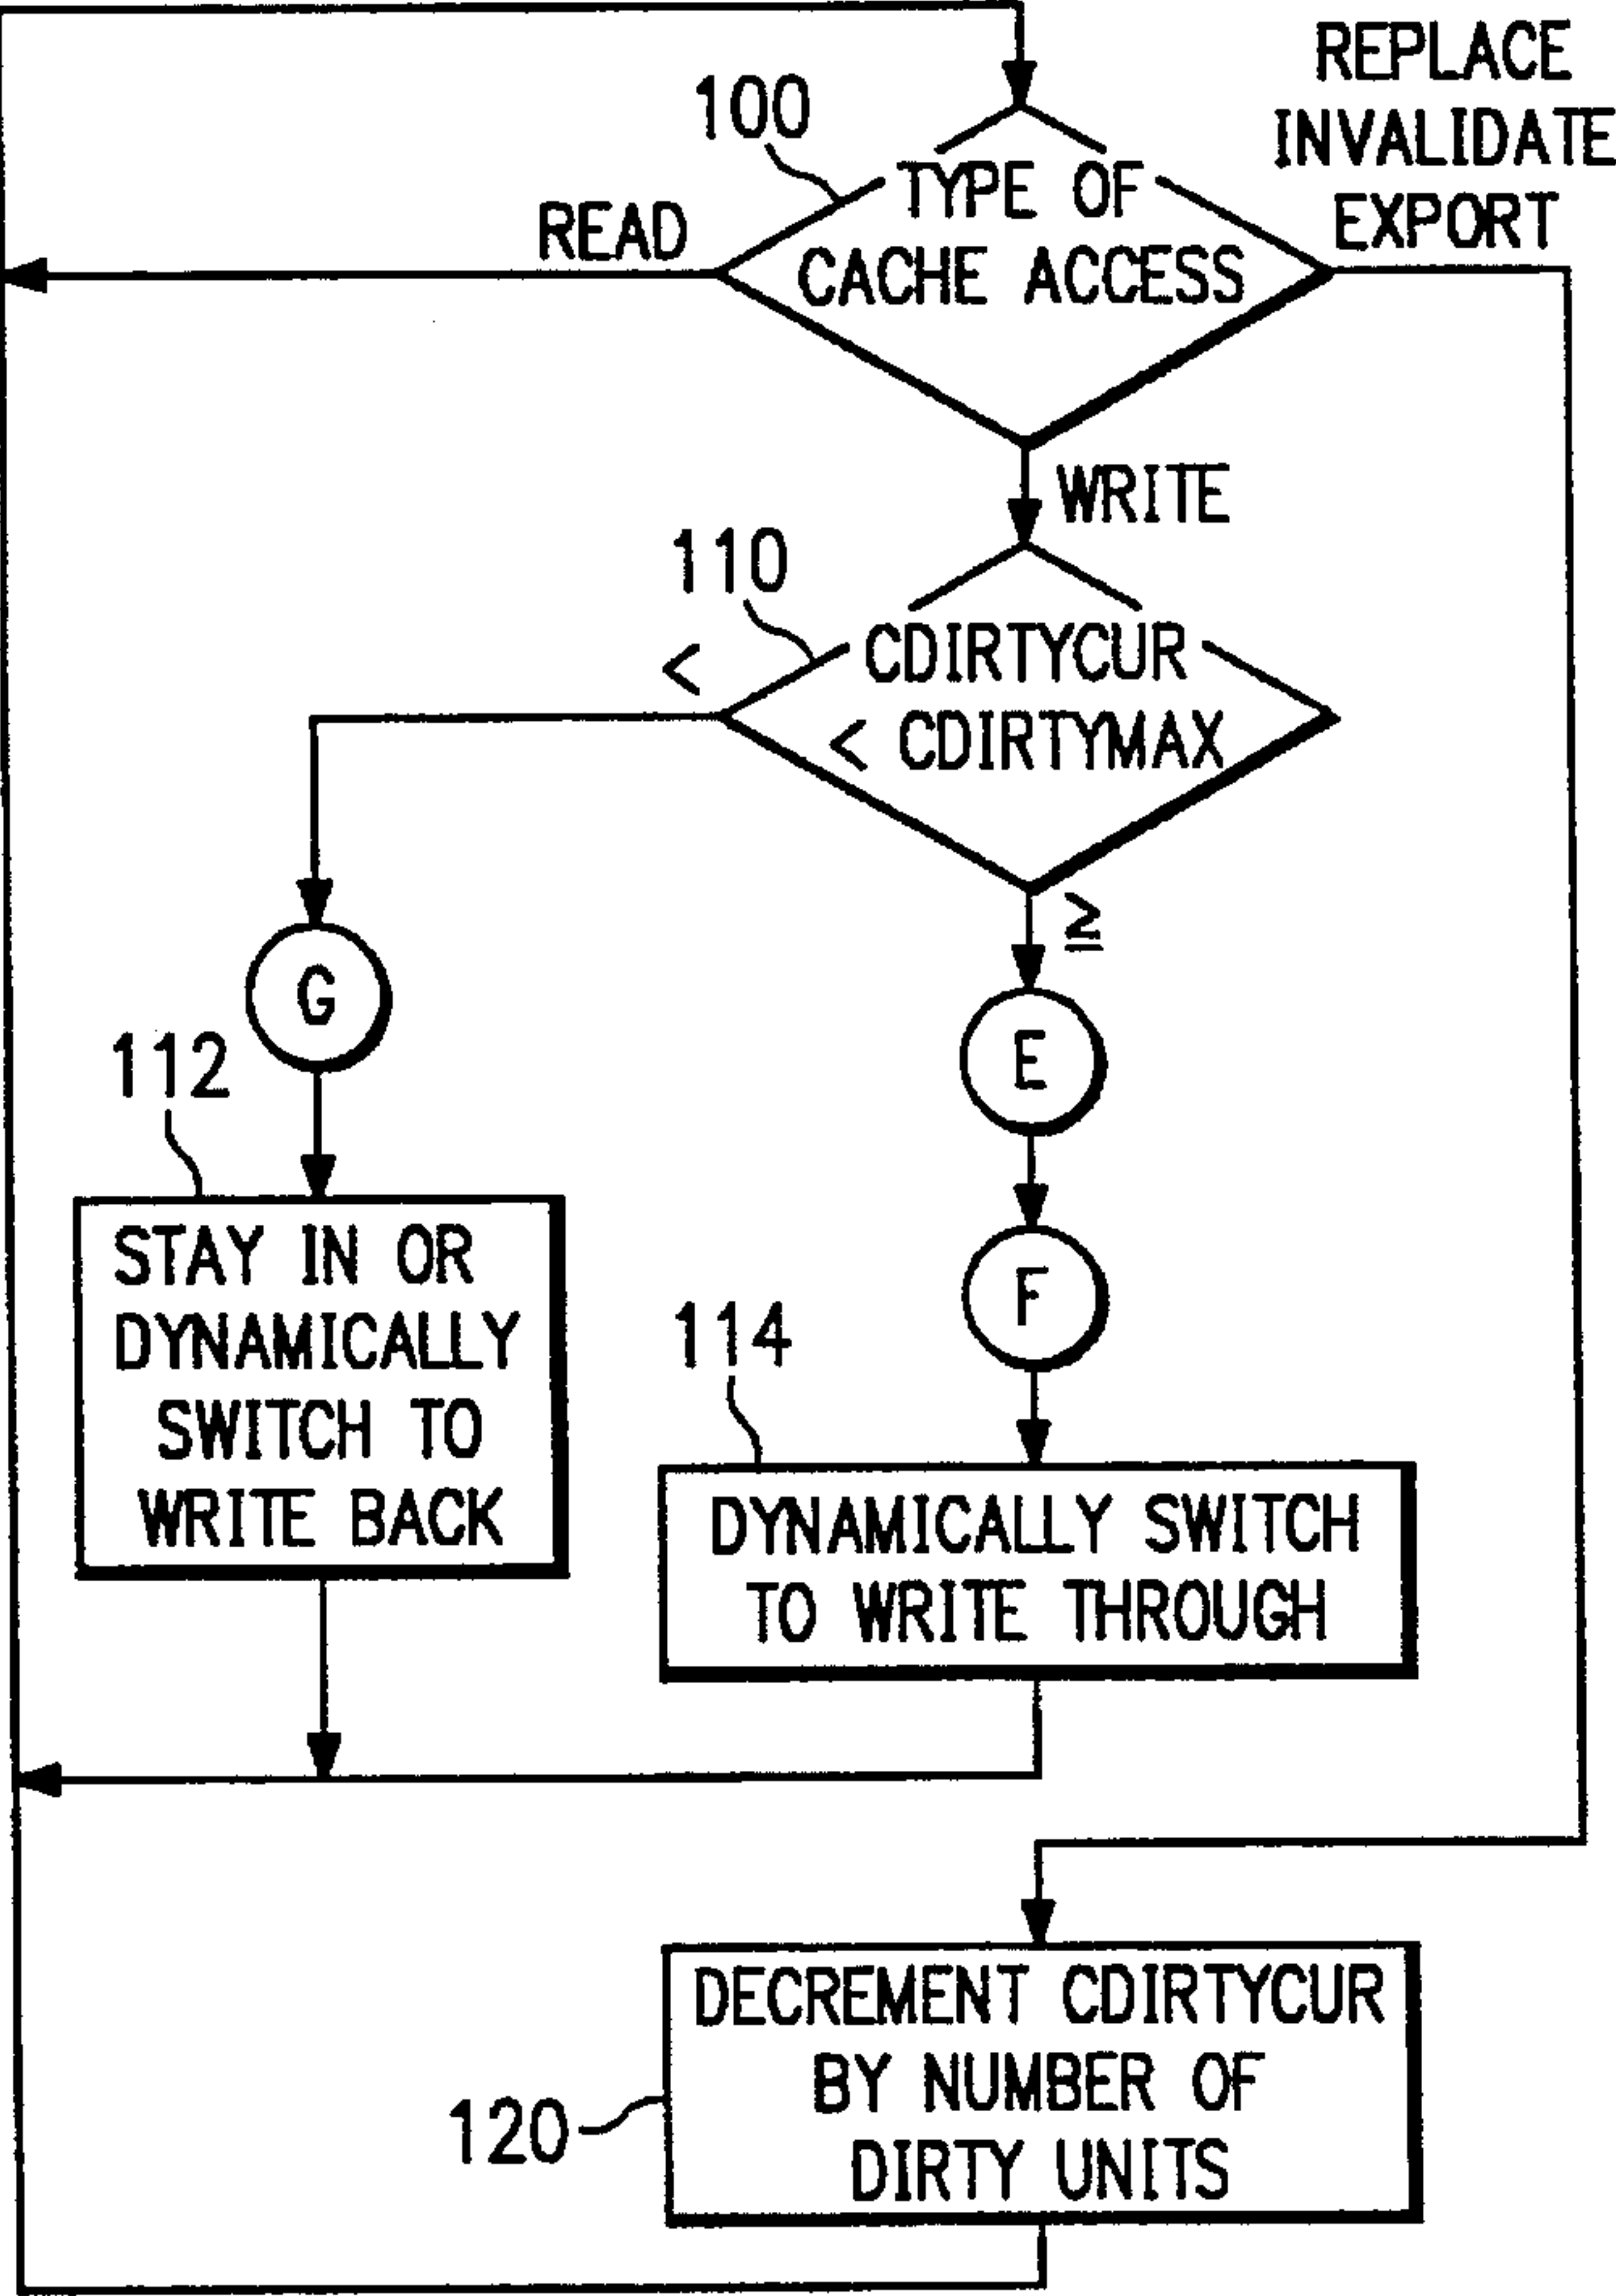 REPLACE
INVALIDATE
EXPORT
100
READ
TYPE OF
CACHE ACCESS
WRITE
110
<
CDIRTYCUR
< CDIRTYMAX
≧
G
E
112
F
STAY IN OR
DYNAMICALLY
SWITCH TO
WRITE BACK
114
DYNAMICALLY SWITCH
TO WRITE THROUGH
DECREMENT CDIRTYCUR
BY NUMBER OF
DIRTY UNITS
120